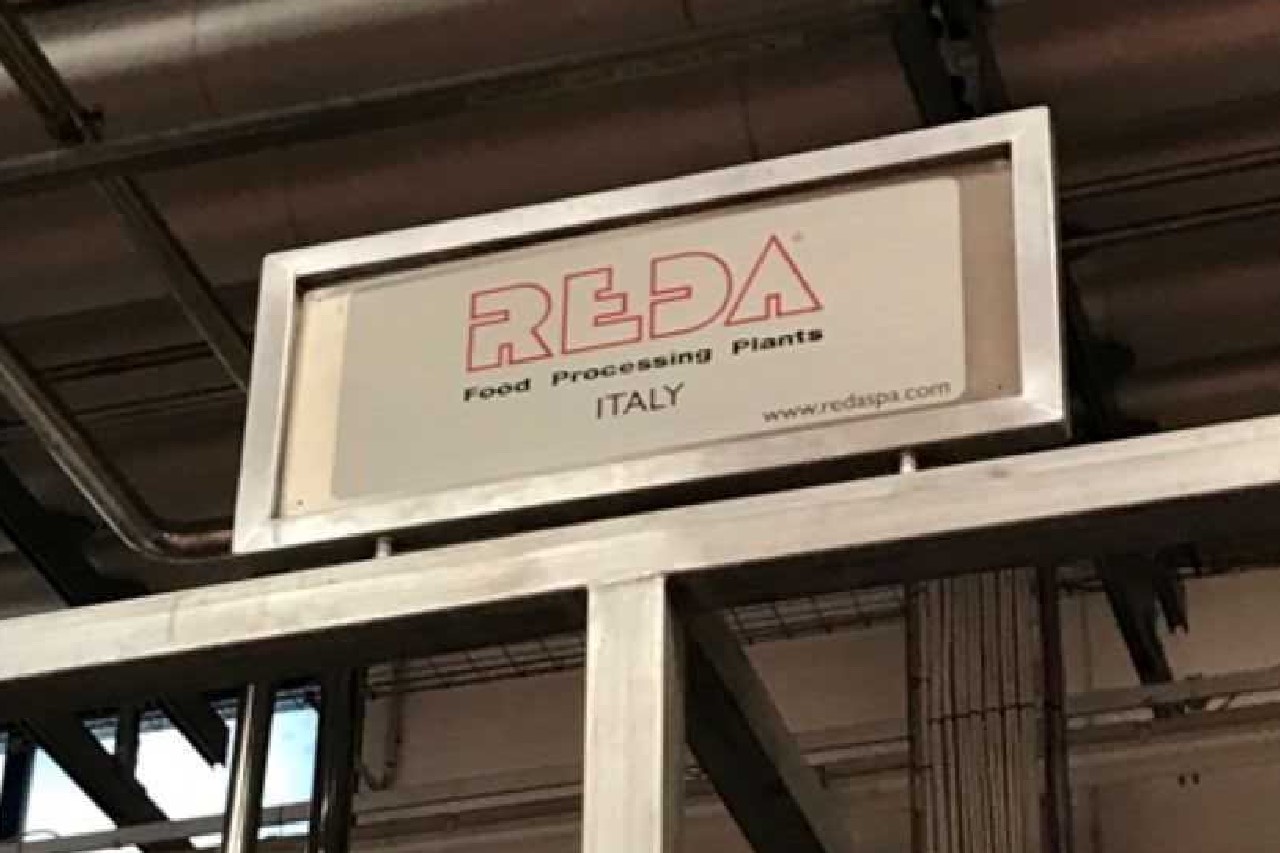 REDA
Food Processing Plants
ITALY
www.redaspa.com